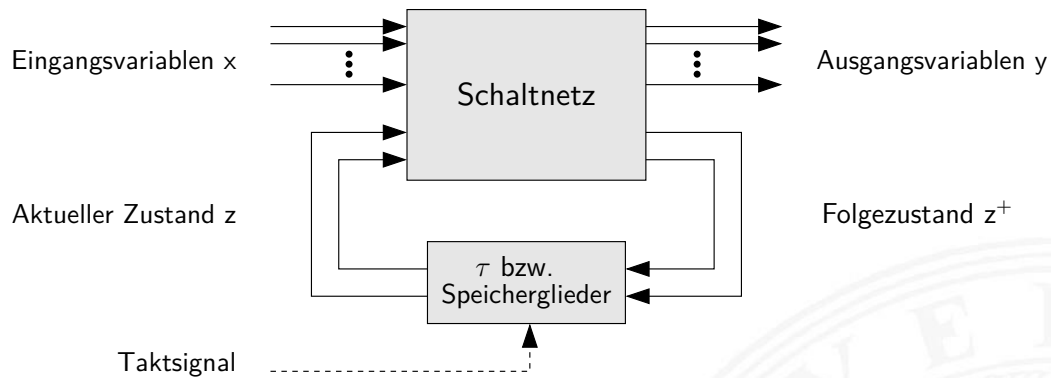 Eingangsvariablen x
Schaltnetz
Ausgangsvariablen y
Aktueller Zustand z
Folgezustand z⁺
τ bzw.
Speicherglieder
Taktsignal